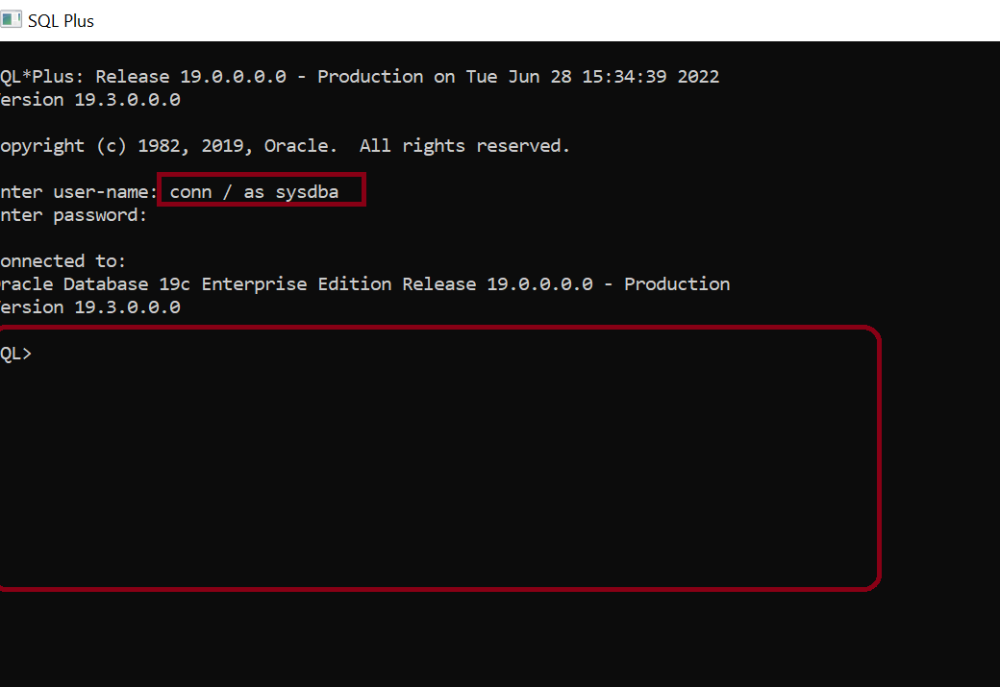 SQL Plus
QL*Plus: Release 19.0.0.0.0 - Production on Tue Jun 28 15:34:39 2022
ersion 19.3.0.0.0
opyright (c) 1982, 2019, Oracle.  All rights reserved.
nter user-name: conn / as sysdba
nter password:
onnected to:
racle Database 19c Enterprise Edition Release 19.0.0.0.0 - Production
ersion 19.3.0.0.0
QL>